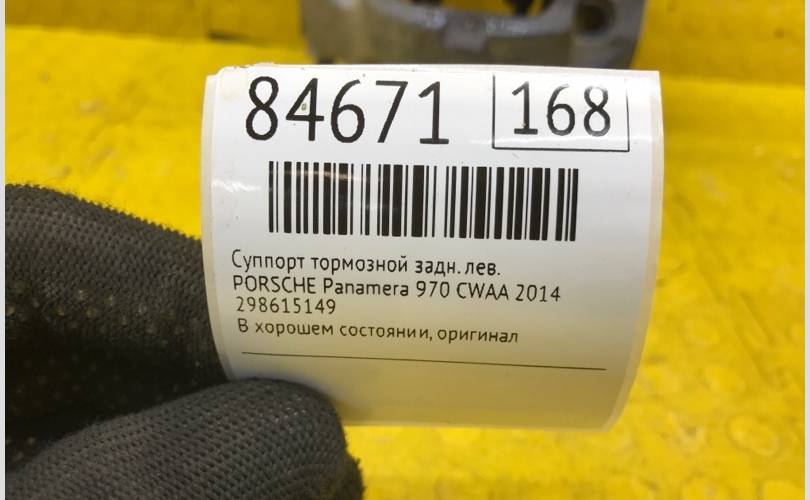 84671 168
Суппорт тормозной задн. лев.
PORSCHE Panamera 970 CWAA 2014
298615149
В хорошем состоянии, оригинал